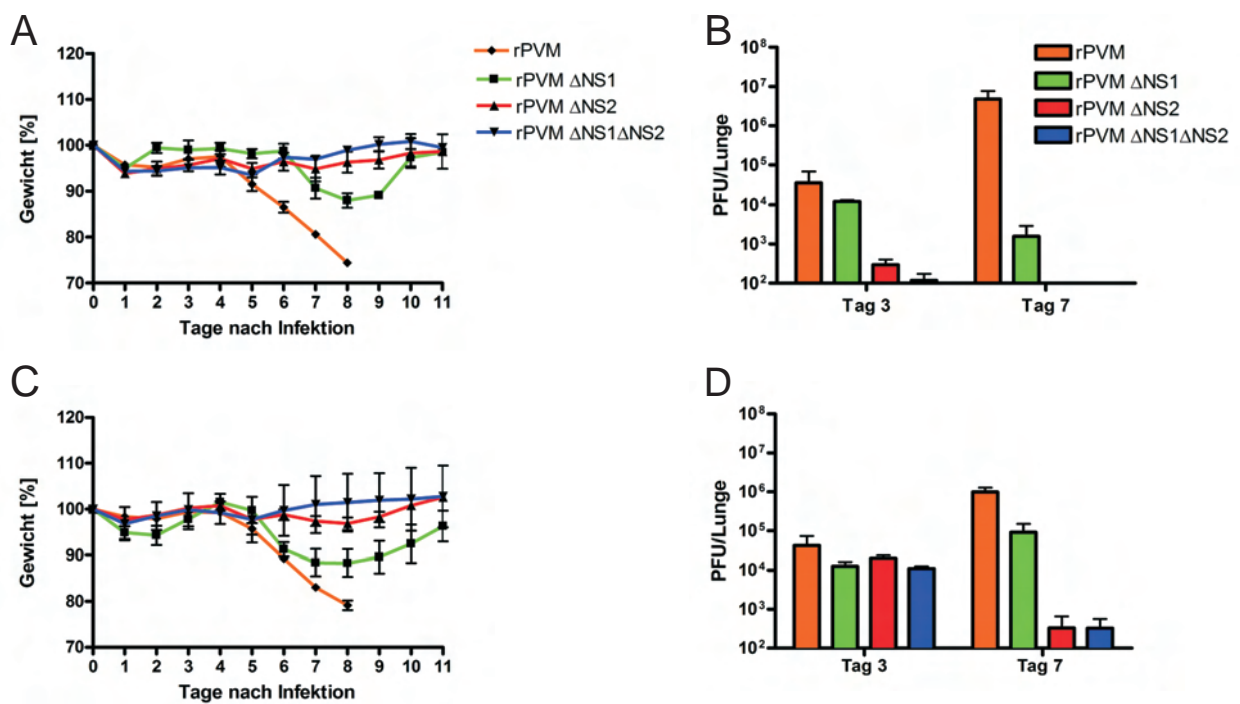 A
120
110
100
90
80
70
Gewicht [%]
0 1 2 3 4 5 6 7 8 9 10 11
Tage nach Infektion
rPVM
rPVM ΔNS1
rPVM ΔNS2
rPVM ΔNS1ΔNS2
B
10⁸
10⁷
10⁶
10⁵
10⁴
10³
10²
PFU/Lunge
Tag 3 Tag 7
rPVM
rPVM ΔNS1
rPVM ΔNS2
rPVM ΔNS1ΔNS2
C
120
110
100
90
80
70
Gewicht [%]
0 1 2 3 4 5 6 7 8 9 10 11
Tage nach Infektion
D
10⁸
10⁷
10⁶
10⁵
10⁴
10³
10²
PFU/Lunge
Tag 3 Tag 7